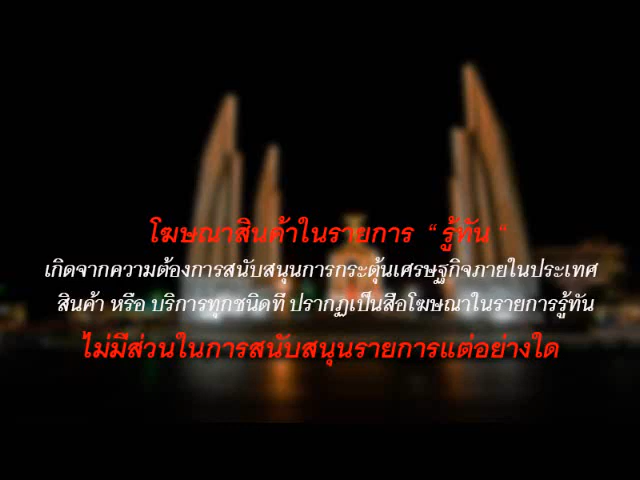 โฆษณาสินค้าในรายการ “ รู้ทัน “
เกิดจากความต้องการสนับสนุนการกระตุ้นเศรษฐกิจภายในประเทศ
สินค้า หรือ บริการทุกชนิดที่ ปรากฏเป็นสื่อโฆษณาในรายการรู้ทัน
ไม่มีส่วนในการสนับสนุนรายการแต่อย่างใด